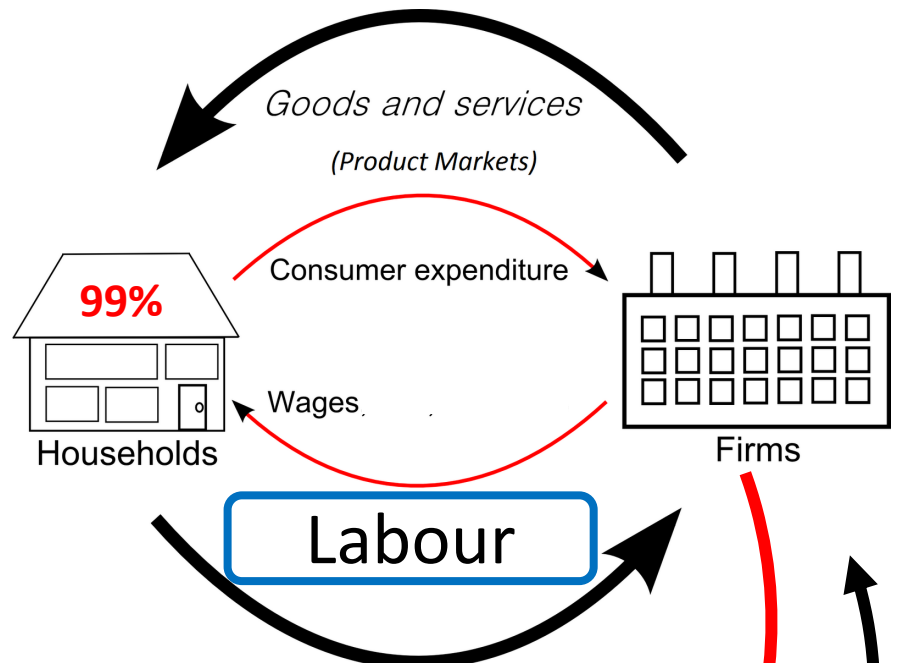 Goods and services
(Product Markets)
Consumer expenditure
99%
Wages
Households
Firms
Labour